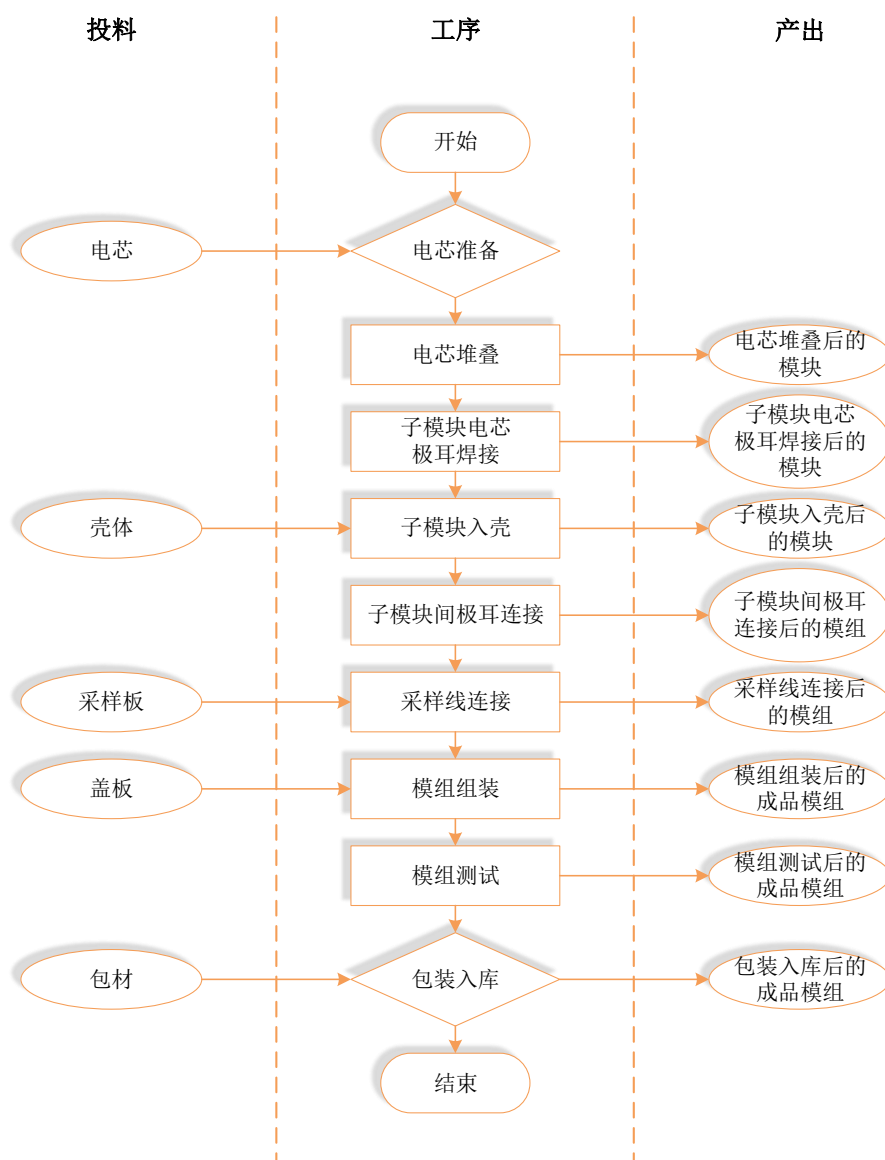 投料
工序
产出
开始
电芯
电芯准备
电芯堆叠
电芯堆叠后的
模块
子模块电芯
极耳焊接
子模块电芯
极耳焊接后的
模块
壳体
子模块入壳
子模块入壳后
的模块
子模块间极耳连接
子模块间极耳
连接后的模组
采样板
采样线连接
采样线连接后
的模组
盖板
模组组装
模组组装后的
成品模组
模组测试
模组测试后的
成品模组
包材
包装入库
包装入库后的
成品模组
结束